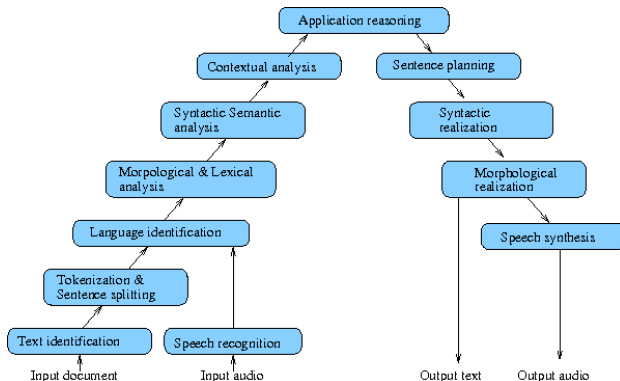 Application reasoning
Contextual analysis
Sentence planning
Syntactic Semantic
analysis
Syntactic
realization
Morpological & Lexical
analysis
Morphological
realization
Language identification
Speech synthesis
Tokenization &
Sentence splitting
Text identification
Speech recognition
Input document
Input audio
Output text
Output audio